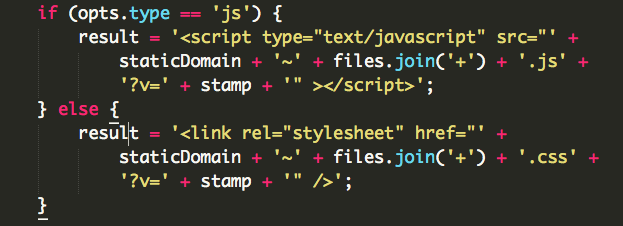 if (opts.type == 'js') {
result = '<script type="text/javascript" src="' +
staticDomain + '~' + files.join('+') + '.js' +
'?v=' + stamp + '" ></script>';
} else {
result = '<link rel="stylesheet" href="' +
staticDomain + '~' + files.join('+') + '.css' +
'?v=' + stamp + '" />';
}